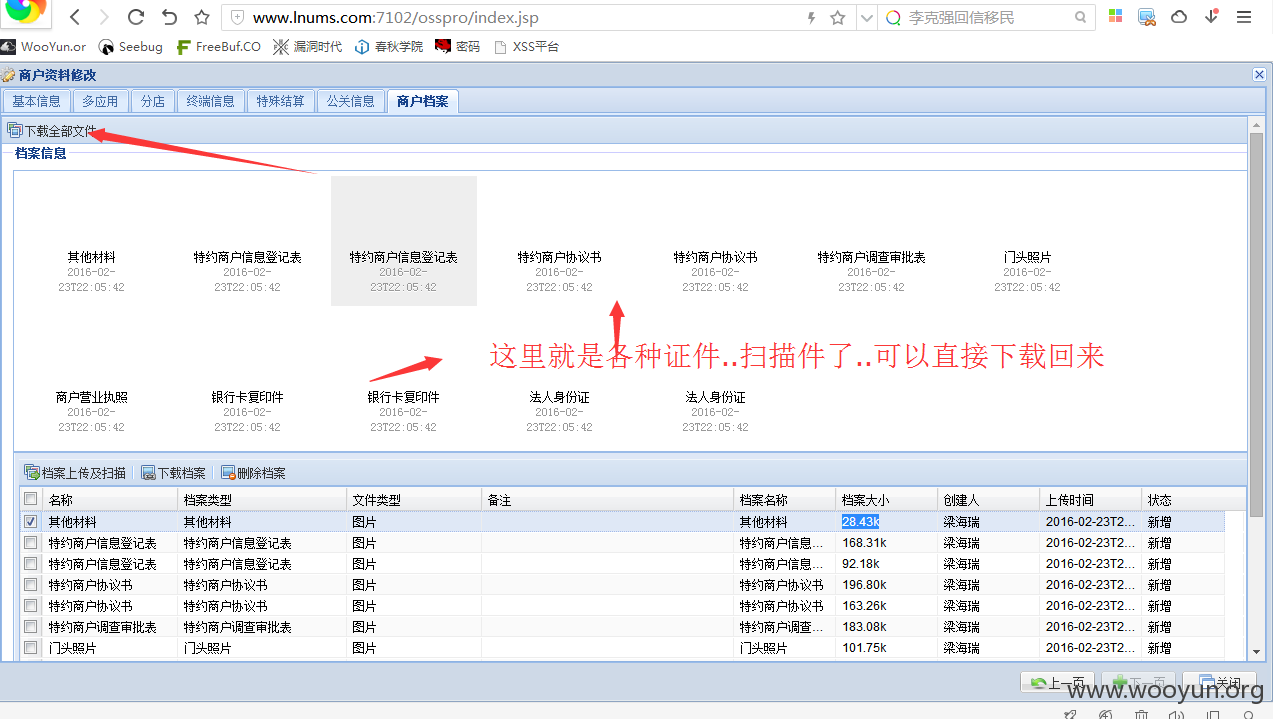 www.lnums.com:7102/osspro/index.jsp 李克强回信移民
WooYun.or Seebug FreeBuf.CO 漏洞时代 春秋学院 密码 XSS平台
商户资料修改
基本信息 多应用 分店 终端信息 特殊结算 公关信息 商户档案
下载全部文件
档案信息
其他材料 特约商户信息登记表 特约商户信息登记表 特约商户协议书 特约商户协议书 特约商户调查审批表 门头照片
2016-02- 2016-02- 2016-02- 2016-02- 2016-02- 2016-02- 2016-02-
23T22:05:42 23T22:05:42 23T22:05:42 23T22:05:42 23T22:05:42 23T22:05:42 23T22:05:42
这里就是各种证件..扫描件了..可以直接下载回来
商户营业执照 银行卡复印件 银行卡复印件 法人身份证 法人身份证
2016-02- 2016-02- 2016-02- 2016-02- 2016-02-
23T22:05:42 23T22:05:42 23T22:05:42 23T22:05:42 23T22:05:42
档案上传及扫描 下载档案 删除档案
名称 档案类型 文件类型 备注 档案名称 档案大小 创建人 上传时间 状态
其他材料 其他材料 图片 其他材料 28.43k 梁海瑞 2016-02-23T2... 新增
特约商户信息登记表 特约商户信息登记表 图片 特约商户信息... 168.31k 梁海瑞 2016-02-23T2... 新增
特约商户信息登记表 特约商户信息登记表 图片 特约商户信息... 92.18k 梁海瑞 2016-02-23T2... 新增
特约商户协议书 特约商户协议书 图片 特约商户协议书 196.80k 梁海瑞 2016-02-23T2... 新增
特约商户协议书 特约商户协议书 图片 特约商户协议书 163.26k 梁海瑞 2016-02-23T2... 新增
特约商户调查审批表 特约商户调查审批表 图片 特约商户调查... 183.08k 梁海瑞 2016-02-23T2... 新增
门头照片 门头照片 图片 门头照片 101.75k 梁海瑞 2016-02-23T2... 新增
上一页 下一页 关闭
www.wooyun.org